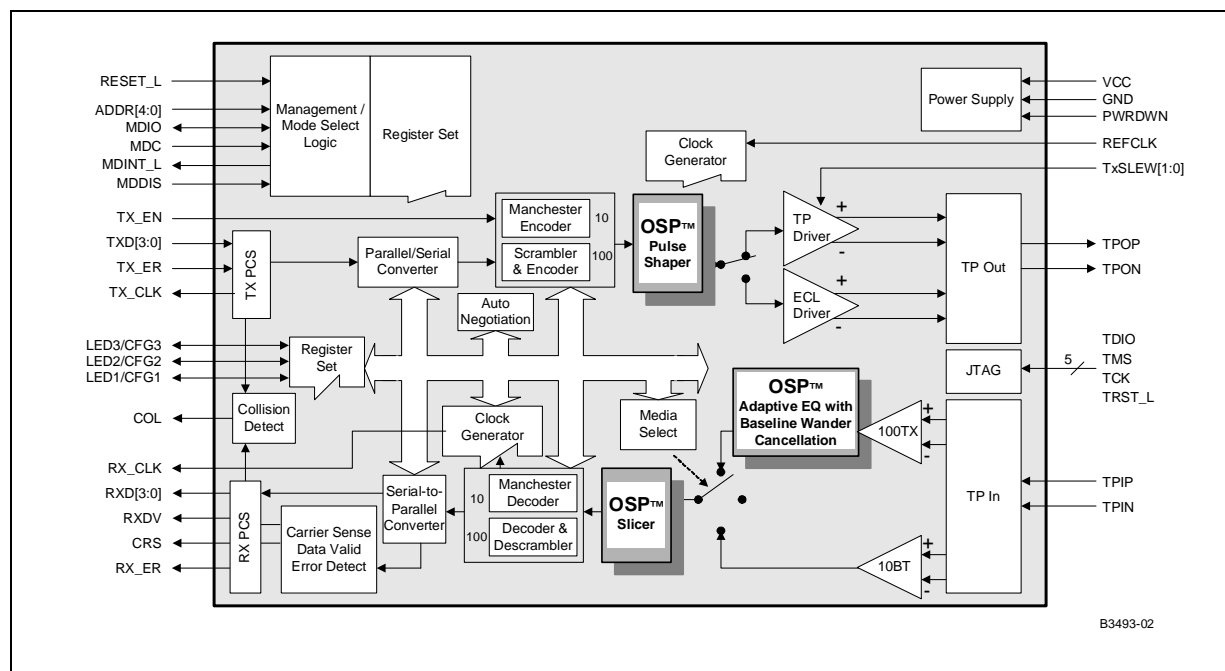 RESET_L
ADDR[4:0]
MDIO
MDC
MDINT_L
MDDIS
Management /
Mode Select
Logic
Register Set
Power Supply
VCC
GND
PWRDWN
REFCLK
TxSLEW[1:0]
Clock
Generator
TX_EN
TXD[3:0]
TX_ER
TX_CLK
TX PCS
Parallel/Serial
Converter
Manchester
Encoder
10
Scrambler
& Encoder
100
OSP™
Pulse
Shaper
TP
Driver
+
-
ECL
Driver
+
-
TP Out
TPOP
TPON
Auto
Negotiation
LED3/CFG3
LED2/CFG2
LED1/CFG1
Register
Set
JTAG
5
TDIO
TMS
TCK
TRST_L
COL
Collision
Detect
Clock
Generator
Media
Select
OSP™
Adaptive EQ with
Baseline Wander
Cancellation
100TX
+
-
TP In
TPIP
TPIN
RX_CLK
RXD[3:0]
RXDV
CRS
RX_ER
RX PCS
Carrier Sense
Data Valid
Error Detect
Serial-to-
Parallel
Converter
10
Manchester
Decoder
100
Decoder &
Descrambler
OSP™
Slicer
10BT
+
-
B3493-02